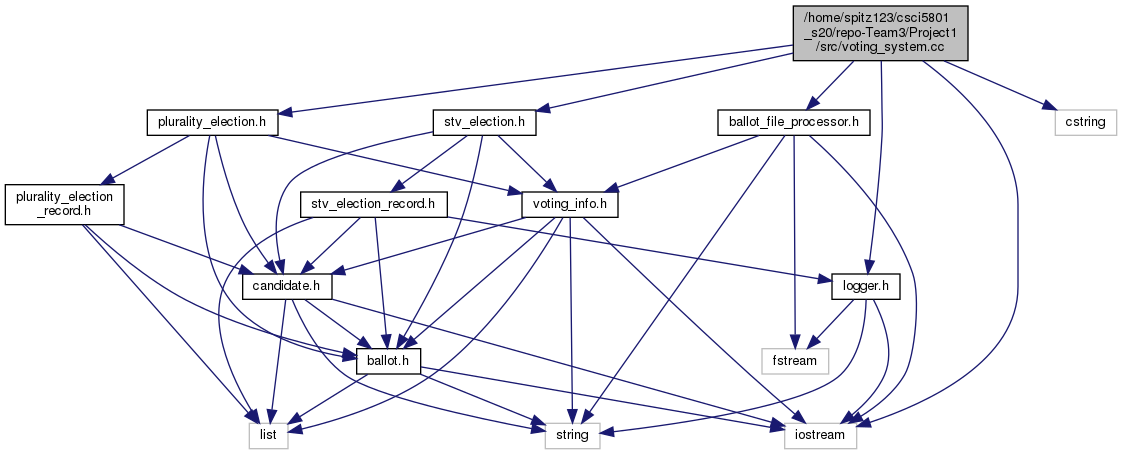 /home/spitz123/csci5801
_s20/repo-Team3/Project1
/src/voting_system.cc
plurality_election.h
stv_election.h
ballot_file_processor.h
cstring
plurality_election
_record.h
stv_election_record.h
voting_info.h
candidate.h
logger.h
ballot.h
fstream
list
string
iostream